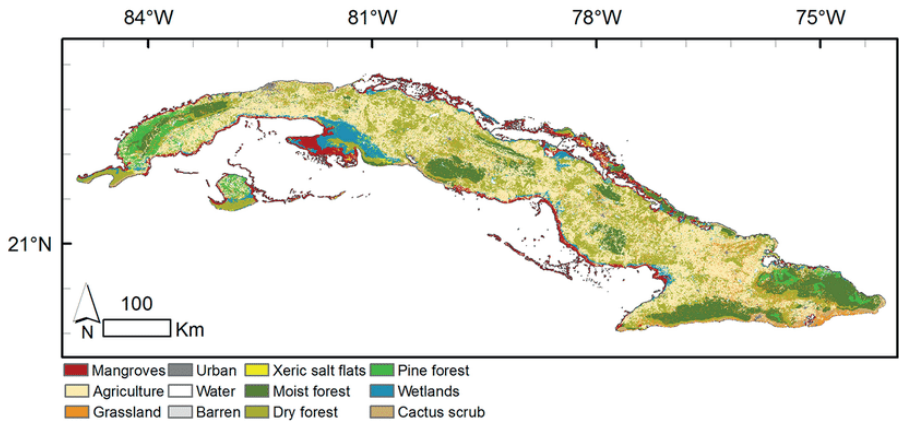 84°W 81°W 78°W 75°W
21°N
100
N Km
Mangroves Urban Xeric salt flats Pine forest
Agriculture Water Moist forest Wetlands
Grassland Barren Dry forest Cactus scrub